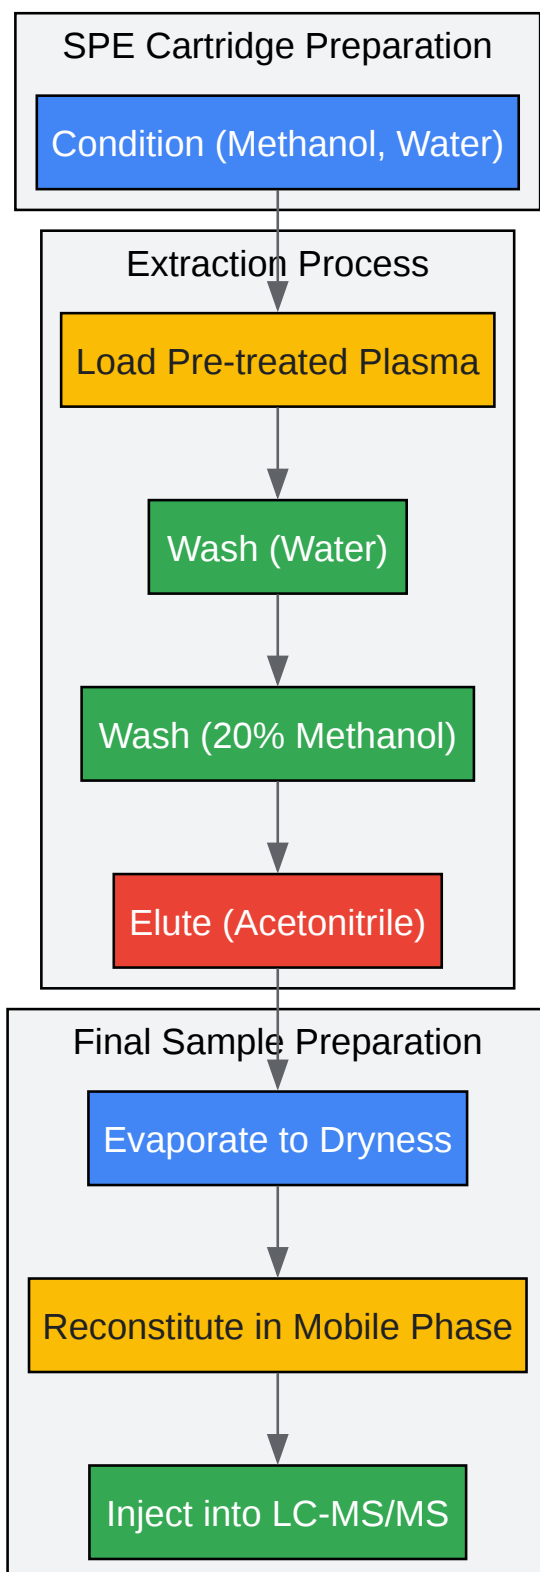 SPE Cartridge Preparation
Condition (Methanol, Water)
Extraction Process
Load Pre-treated Plasma
Wash (Water)
Wash (20% Methanol)
Elute (Acetonitrile)
Final Sample Preparation
Evaporate to Dryness
Reconstitute in Mobile Phase
Inject into LC-MS/MS